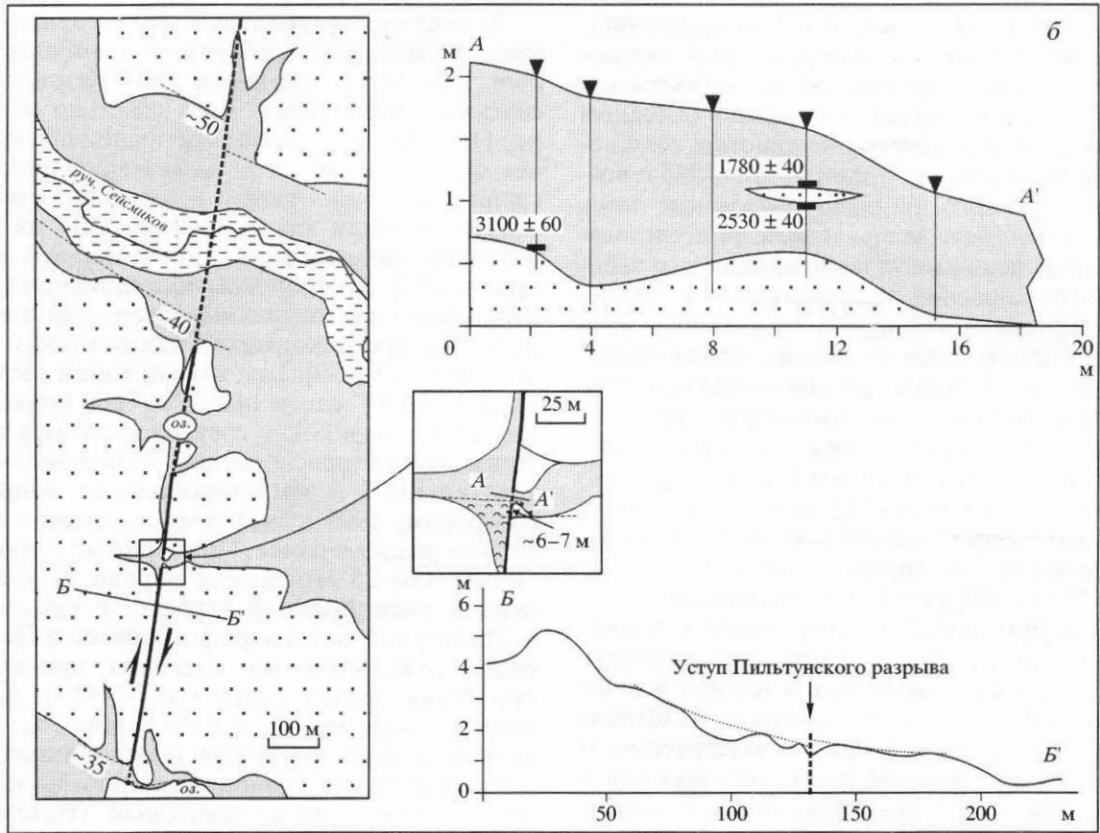 ~50
руч. Сейсмиков
~40
оз.
Б
Б'
100 м
~35
оз.
б
м
А
2
1780 ± 40
1
А'
3100 ± 60
2530 ± 40
0
4
8
12
16
20
м
25 м
А
А'
~6–7 м
м
Б
6
4
Уступ Пильтунского разрыва
2
Б'
0
50
100
150
200
м